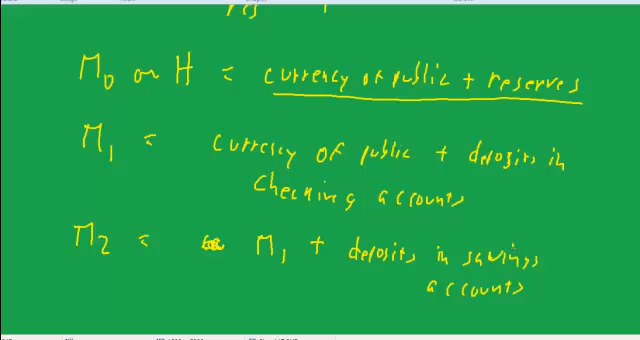 M0 or H = currency of public + reserves
M1 = currency of public + deposits in
checking accounts
M2 = M1 + deposits in savings
accounts